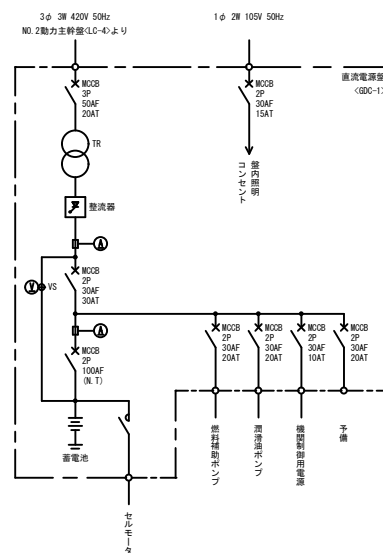 3φ 3W 420V 50Hz
NO.2動力主幹盤<LC-4>より
1φ 2W 105V 50Hz
直流電源盤
<GDC-1>
MCCB
3P
50AF
20AT
MCCB
2P
30AF
15AT
TR
盤内照明
コンセント
整流器
A
V
VS
MCCB
2P
30AF
30AT
A
MCCB
2P
100AF
(N.T)
MCCB
2P
30AF
20AT
MCCB
2P
30AF
20AT
MCCB
2P
30AF
10AT
MCCB
2P
30AF
20AT
蓄電池
燃料補助ポンプ
潤滑油ポンプ
機関制御用電源
予備
セルモータ